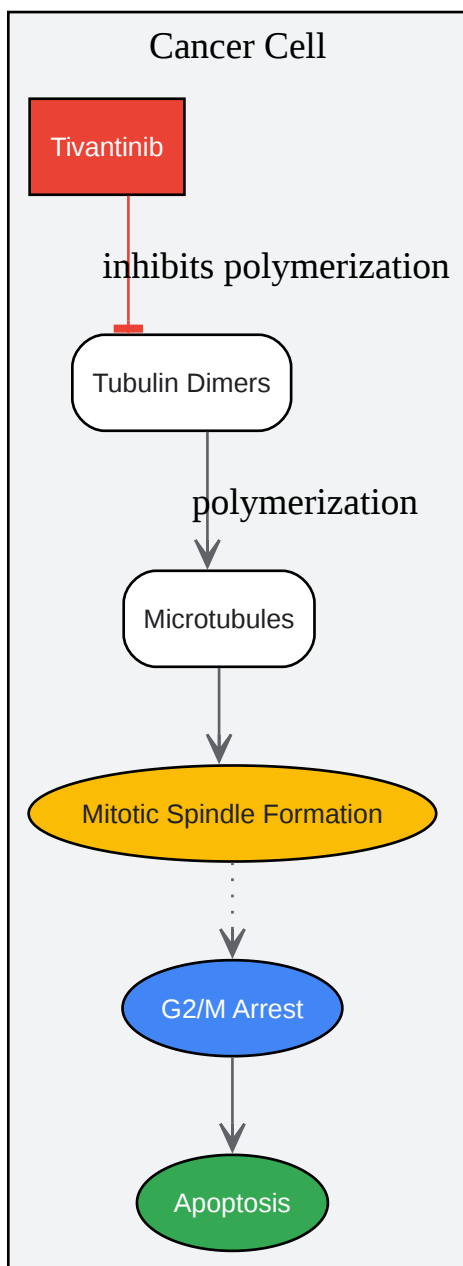 Cancer Cell
Tivantinib
inhibits polymerization
Tubulin Dimers
polymerization
Microtubules
Mitotic Spindle Formation
G2/M Arrest
Apoptosis